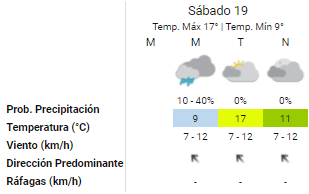 Sábado 19
Temp. Máx 17° | Temp. Mín 9°
M M T N
Prob. Precipitación 10 - 40% 0% 0%
Temperatura (°C) 9 17 11
Viento (km/h) 7 - 12 7 - 12 7 - 12
Dirección Predominante
Ráfagas (km/h) - - -